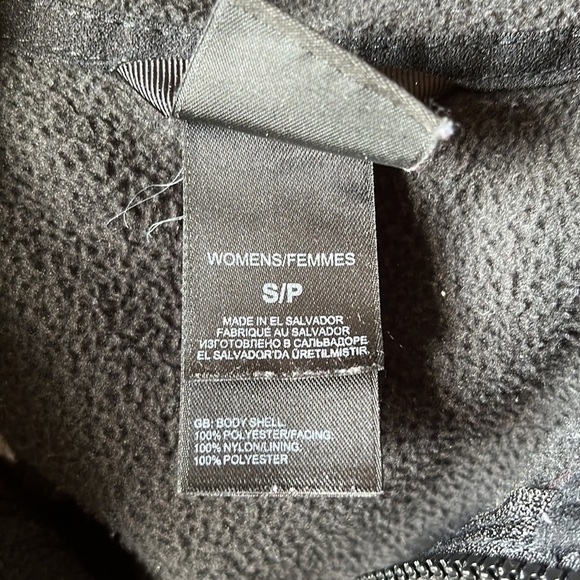 WOMENS/FEMMES
S/P
MADE IN EL SALVADOR
FABRIQUÉ AU SALVADOR
ИЗГОТОВЛЕНО В САЛЬВАДОРЕ
EL SALVADOR'DA ÜRETILMISTIR.
GB: BODY SHELL:
100% POLYESTER/FACING:
100% NYLON/LINING:
100% POLYESTER